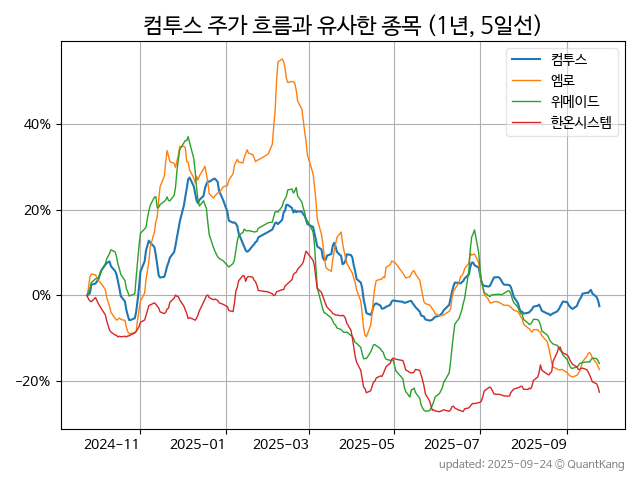 컴투스 주가 흐름과 유사한 종목 (1년, 5일선)
컴투스
엠로
위메이드
한온시스템
40%
20%
0%
−20%
2024−11
2025−01
2025−03
2025−05
2025−07
2025−09
updated: 2025-09-24 © QuantKang